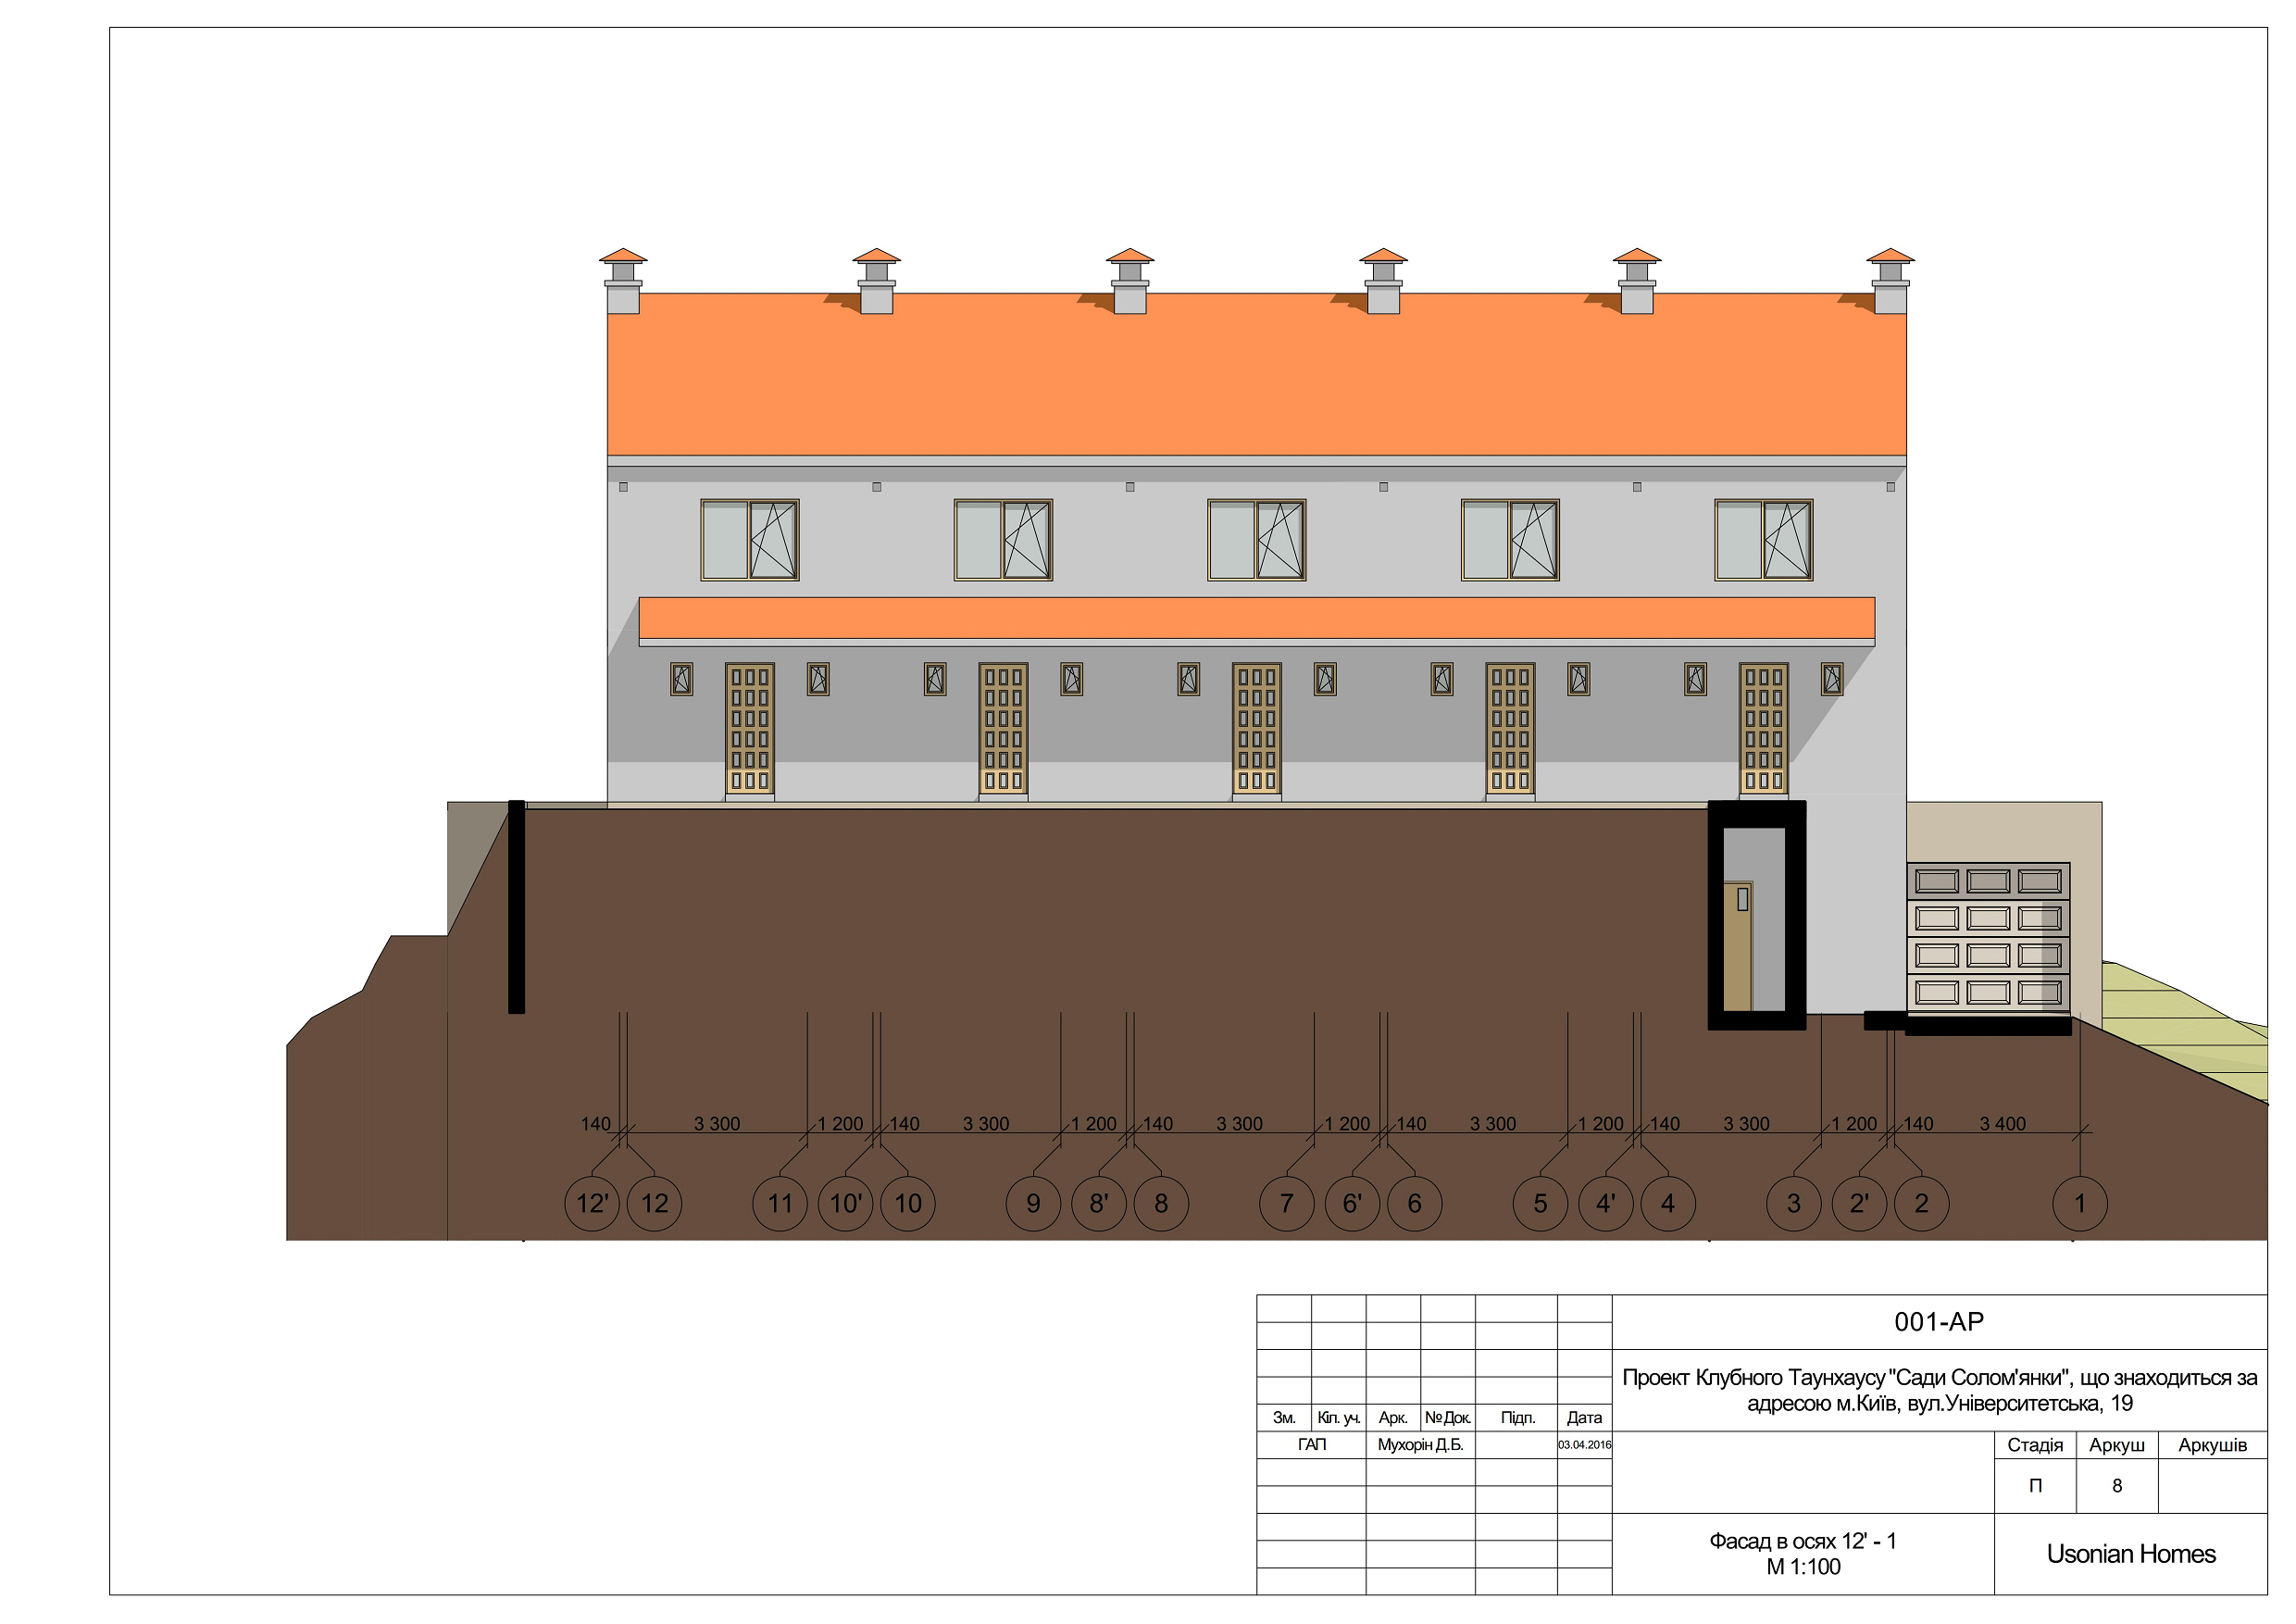 140 3 300 1 200 140 3 300 1 200 140 3 300 1 200 140 3 300 1 200 140 3 300 1 200 140 3 400
12' 12 11 10' 10 9 8' 8 7 6' 6 5 4' 4 3 2' 2 1
001-АР
Проект Клубного Таунхаусу "Сади Солом'янки", що знаходиться за
адресою м.Київ, вул.Університетська, 19
Зм. Кіл. уч. Арк. №Док. Підп. Дата
ГАП Мухорін Д.Б. 03.04.2016
Стадія Аркуш Аркушів
П 8
Фасад в осях 12' - 1
М 1:100
Usonian Homes